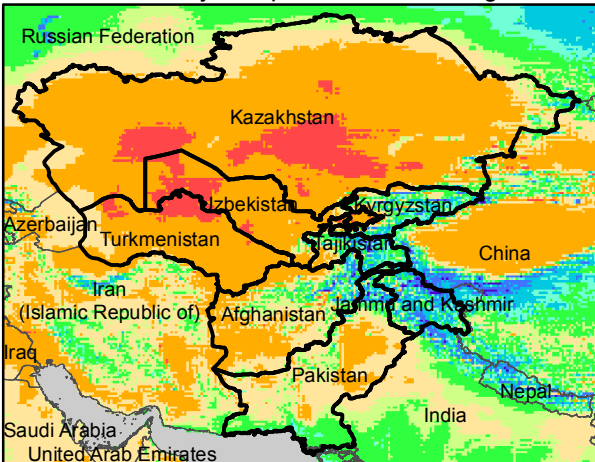 Russian Federation
Kazakhstan
Izbekistan
Kyrgyzstan
Azerbaijan
Turkmenistan
Tajikistan
China
Iran
(Islamic Republic of)
Afghanistan
Jammu and Kashmir
Iraq
Pakistan
Nepal
India
Saudi Arabia
United Arab Emirates